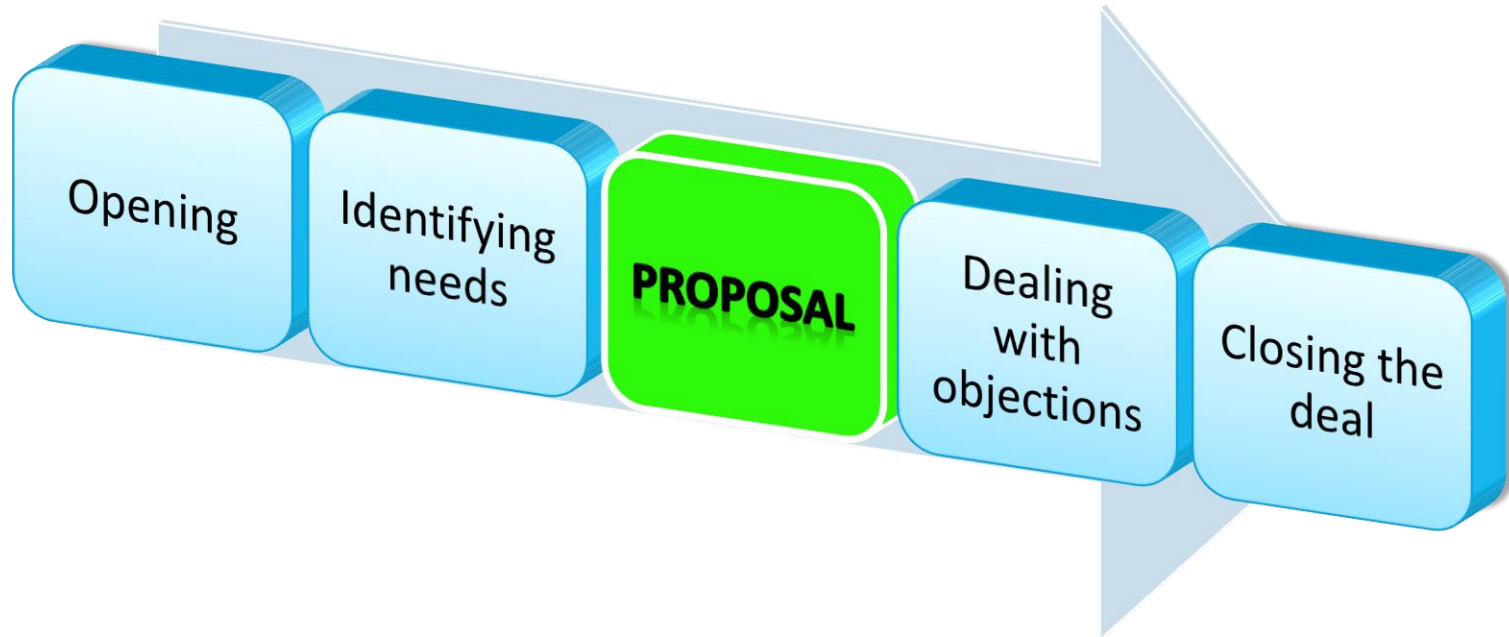 Opening
Identifying
needs
PROPOSAL
Dealing
with
objections
Closing the
deal